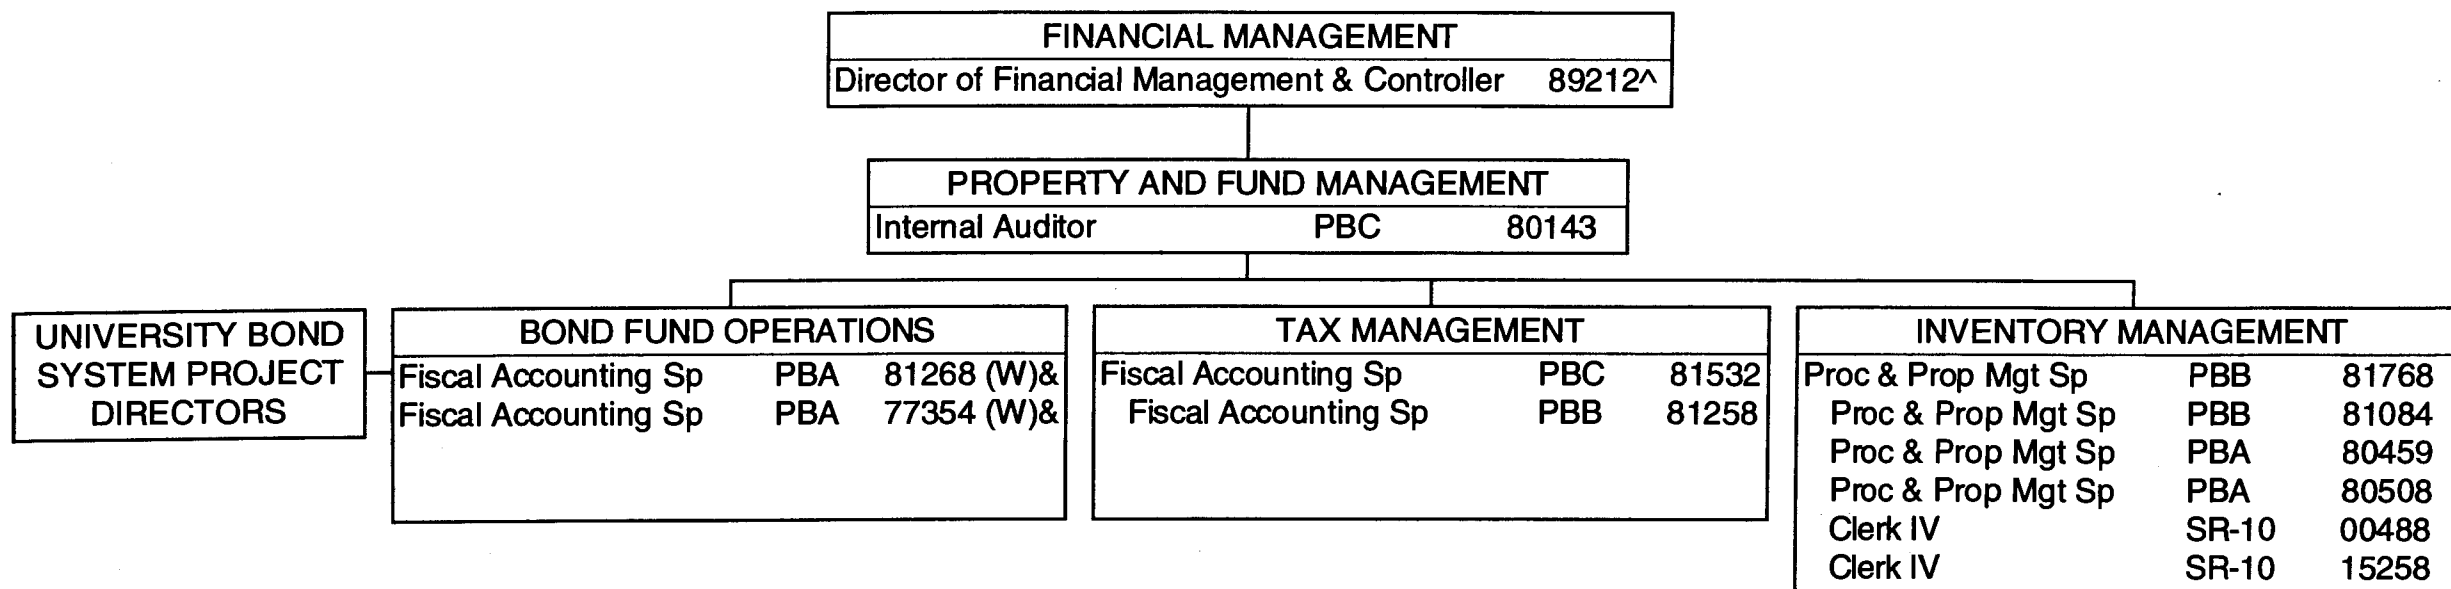 FINANCIAL MANAGEMENT
Director of Financial Management & Controller 89212^
PROPERTY AND FUND MANAGEMENT
Internal Auditor PBC 80143
UNIVERSITY BOND
SYSTEM PROJECT
DIRECTORS
BOND FUND OPERATIONS
Fiscal Accounting Sp PBA 81268 (W)&
Fiscal Accounting Sp PBA 77354 (W)&
TAX MANAGEMENT
Fiscal Accounting Sp PBC 81532
Fiscal Accounting Sp PBB 81258
INVENTORY MANAGEMENT
Proc & Prop Mgt Sp PBB 81768
Proc & Prop Mgt Sp PBB 81084
Proc & Prop Mgt Sp PBA 80459
Proc & Prop Mgt Sp PBA 80508
Clerk IV SR-10 00488
Clerk IV SR-10 15258